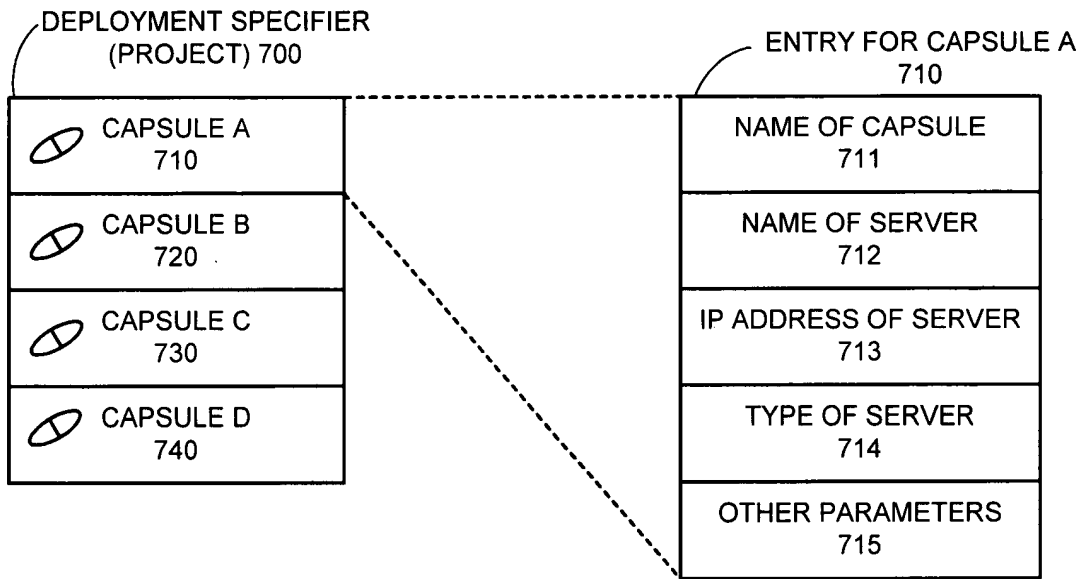 DEPLOYMENT SPECIFIER
(PROJECT) 700
CAPSULE A
710
CAPSULE B
720
CAPSULE C
730
CAPSULE D
740
ENTRY FOR CAPSULE A
710
NAME OF CAPSULE
711
NAME OF SERVER
712
IP ADDRESS OF SERVER
713
TYPE OF SERVER
714
OTHER PARAMETERS
715